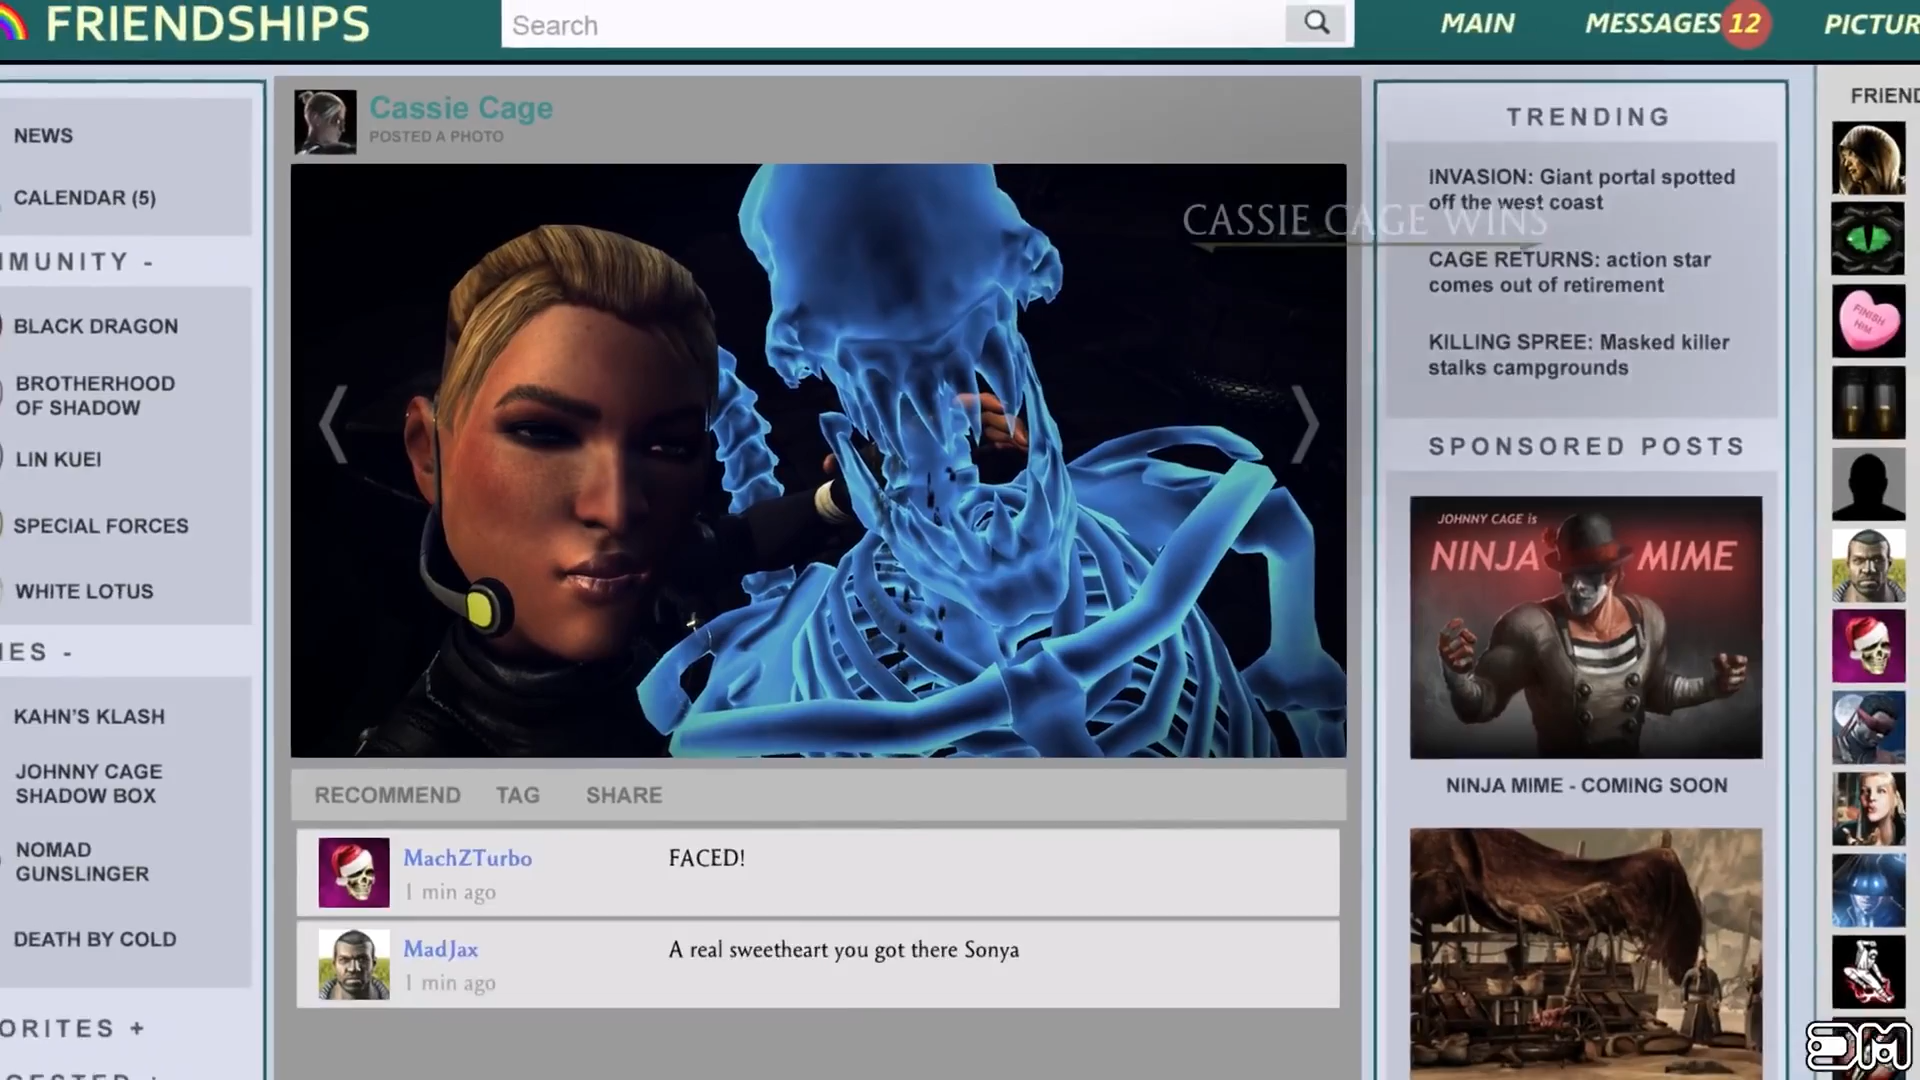 FRIENDSHIPS
Search
MAIN
MESSAGES 12
PICTUR
NEWS
CALENDAR (5)
MUNITY -
BLACK DRAGON
BROTHERHOOD
OF SHADOW
LIN KUEI
SPECIAL FORCES
WHITE LOTUS
IES -
KAHN'S KLASH
JOHNNY CAGE
SHADOW BOX
NOMAD
GUNSLINGER
DEATH BY COLD
ORITES +
Cassie Cage
POSTED A PHOTO
CASSIE CAGE WINS
RECOMMEND
TAG
SHARE
MachZTurbo
FACED!
1 min ago
MadJax
A real sweetheart you got there Sonya
1 min ago
TRENDING
INVASION: Giant portal spotted
off the west coast
CAGE RETURNS: action star
comes out of retirement
KILLING SPREE: Masked killer
stalks campgrounds
SPONSORED POSTS
JOHNNY CAGE is
NINJA MIME
NINJA MIME - COMING SOON
FRIEND
FINISH
HIM